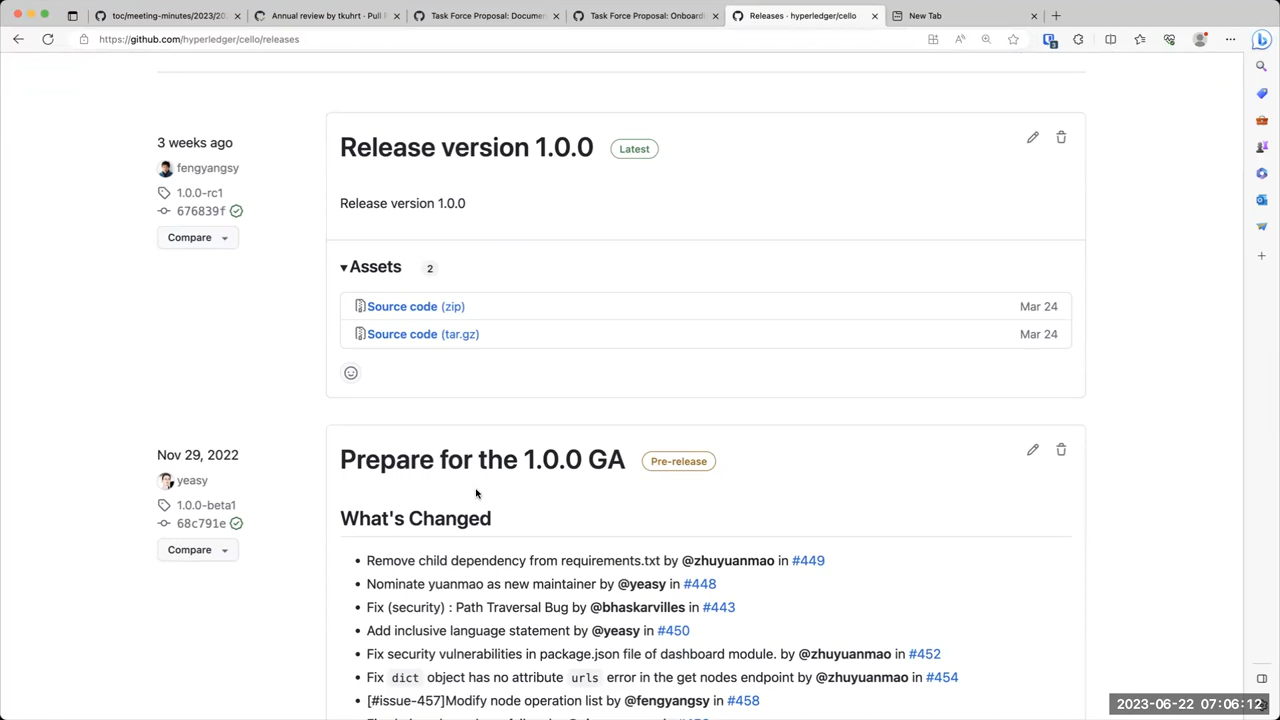 toc/meeting-minutes/2023/20
Annual review by tkuhrt · Pull F
Task Force Proposal: Documen
Task Force Proposal: Onboardi
Releases · hyperledger/cello
New Tab
https://github.com/hyperledger/cello/releases
3 weeks ago
fengyangsy
1.0.0-rc1
676839f
Compare
Release version 1.0.0
Latest
Release version 1.0.0
Assets 2
Source code (zip) Mar 24
Source code (tar.gz) Mar 24
Nov 29, 2022
yeasy
1.0.0-beta1
68c791e
Compare
Prepare for the 1.0.0 GA
Pre-release
What's Changed
• Remove child dependency from requirements.txt by @zhuyuanmao in #449
• Nominate yuanmao as new maintainer by @yeasy in #448
• Fix (security) : Path Traversal Bug by @bhaskarvilles in #443
• Add inclusive language statement by @yeasy in #450
• Fix security vulnerabilities in package.json file of dashboard module. by @zhuyuanmao in #452
• Fix dict object has no attribute urls error in the get nodes endpoint by @zhuyuanmao in #454
• [#issue-457]Modify node operation list by @fengyangsy in #458
2023-06-22 07:06:12